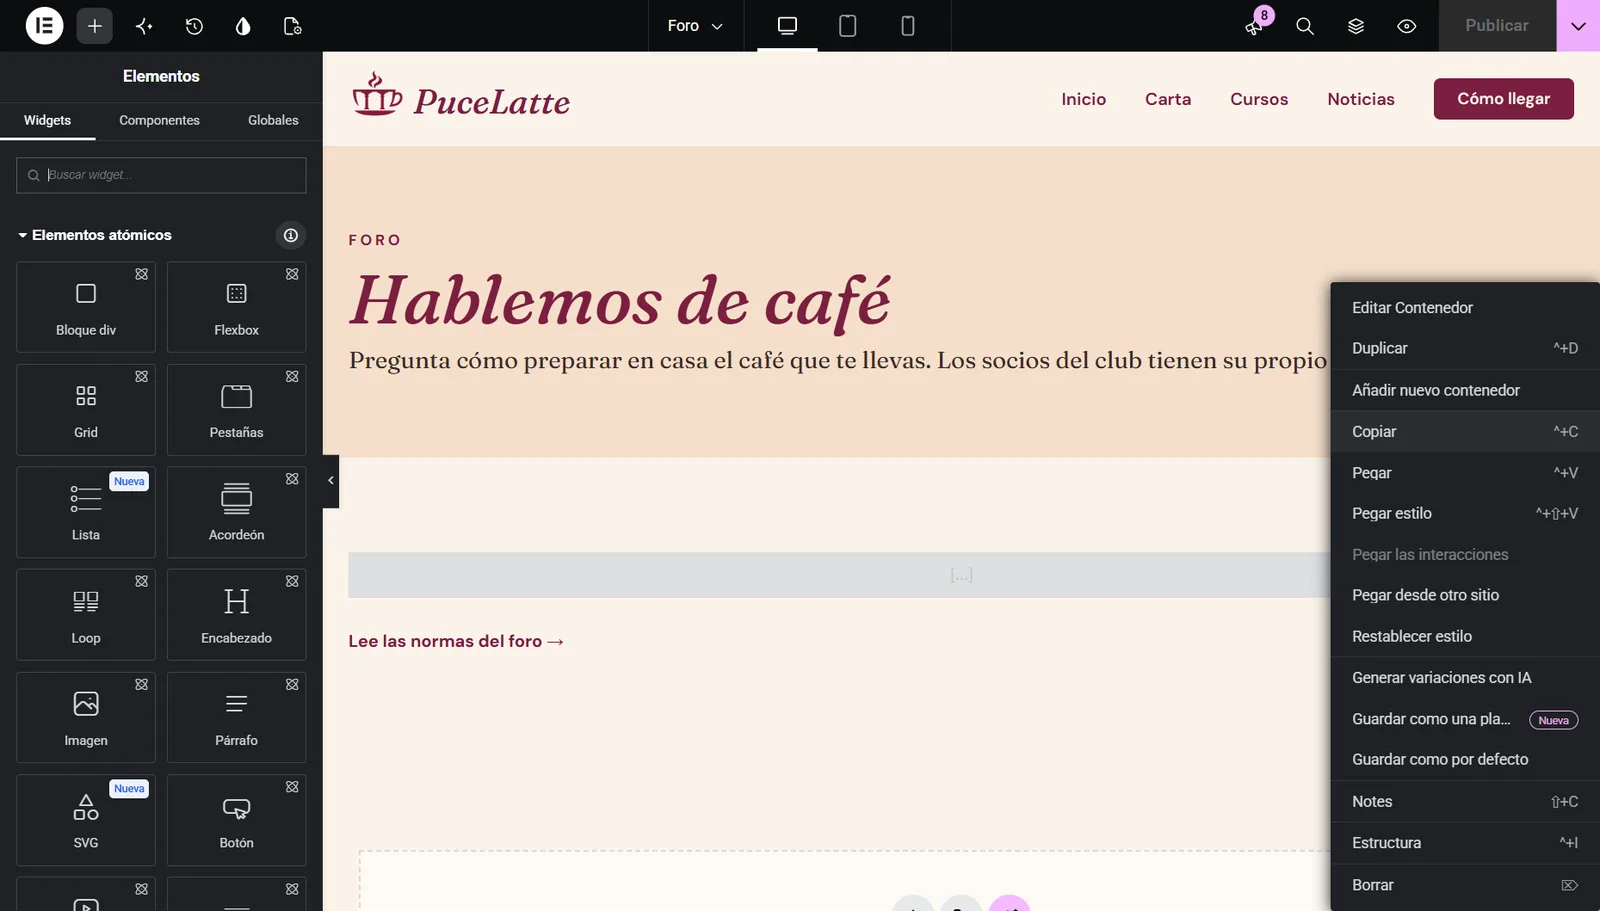 Foro
8
Publicar
Elementos
Widgets
Componentes
Globales
Buscar widget...
Elementos atómicos
Bloque div
Flexbox
Grid
Pestañas
Nueva
Lista
Acordeón
Loop
Encabezado
Imagen
Párrafo
Nueva
SVG
Botón
PuceLatte
Inicio
Carta
Cursos
Noticias
Cómo llegar
FORO
Hablemos de café
Pregunta cómo preparar en casa el café que te llevas. Los socios del club tienen su propio
[...]
Lee las normas del foro →
Editar Contenedor
Duplicar ^+D
Añadir nuevo contenedor
Copiar ^+C
Pegar ^+V
Pegar estilo ^+⇧+V
Pegar las interacciones
Pegar desde otro sitio
Restablecer estilo
Generar variaciones con IA
Guardar como una pla... Nueva
Guardar como por defecto
Notes ⇧+C
Estructura ^+I
Borrar ⌦